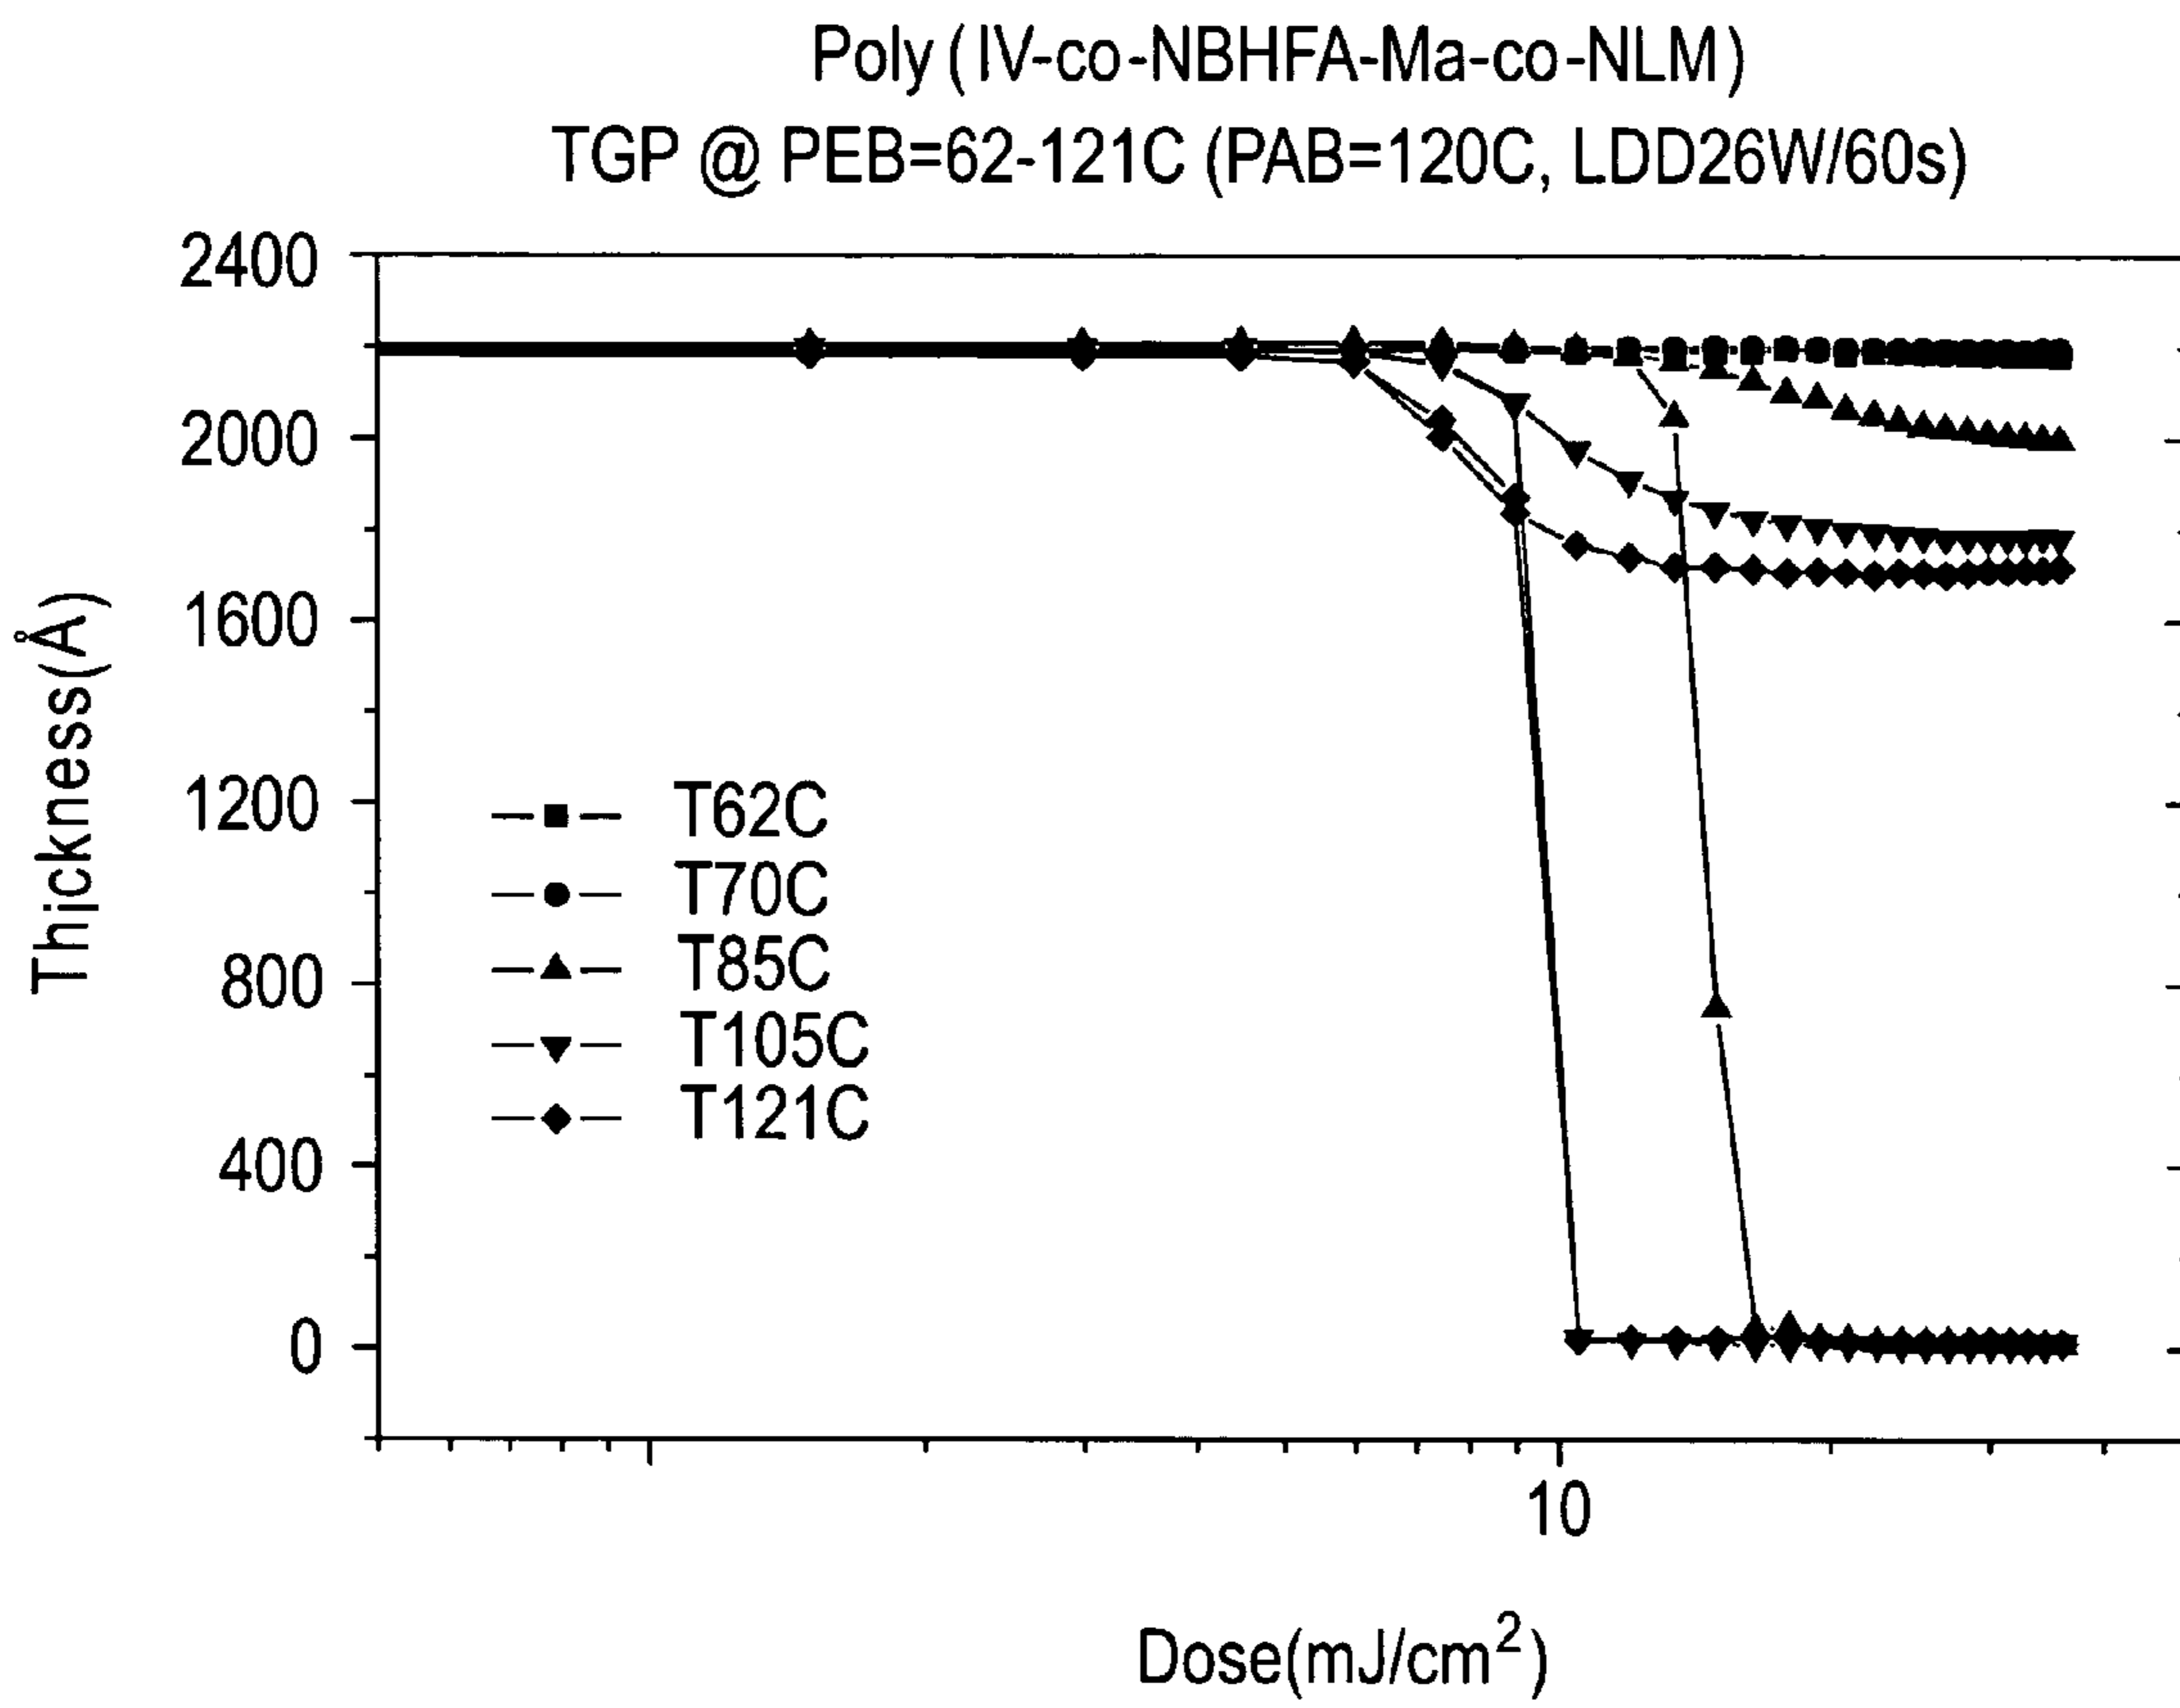 Poly(IV-co-NBHFA-Ma-co-NLM)
TGP @ PEB=62-121C (PAB=120C, LDD26W/60s)
2400
2000
1600
1200
800
400
0
Thickness(Å)
T62C
T70C
T85C
T105C
T121C
10
Dose(mJ/cm²)